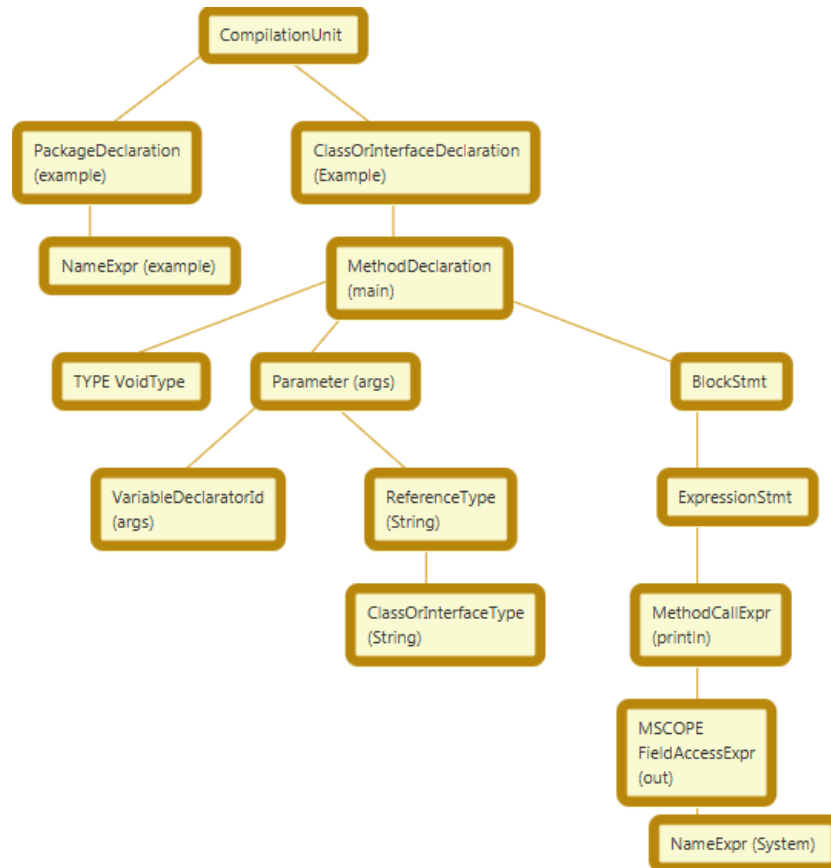 CompilationUnit
PackageDeclaration
(example)
ClassOrInterfaceDeclaration
(Example)
NameExpr (example)
MethodDeclaration
(main)
TYPE VoidType
Parameter (args)
BlockStmt
VariableDeclaratorId
(args)
ReferenceType
(String)
ExpressionStmt
ClassOrInterfaceType
(String)
MethodCallExpr
(println)
MSCOPE
FieldAccessExpr
(out)
NameExpr (System)